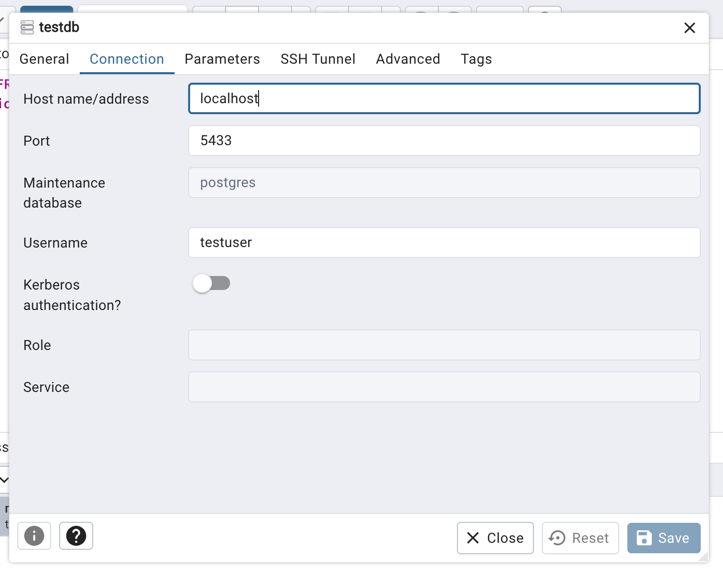 testdb
General Connection Parameters SSH Tunnel Advanced Tags
Host name/address localhost
Port 5433
Maintenance database postgres
Username testuser
Kerberos authentication?
Role
Service
Close Reset Save